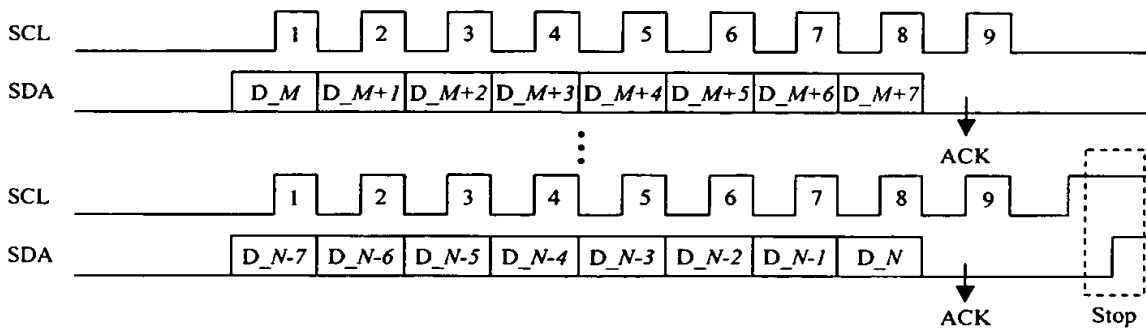 SCL 1 2 3 4 5 6 7 8 9
SDA D_M D_M+1 D_M+2 D_M+3 D_M+4 D_M+5 D_M+6 D_M+7
ACK
SCL 1 2 3 4 5 6 7 8 9
SDA D_N-7 D_N-6 D_N-5 D_N-4 D_N-3 D_N-2 D_N-1 D_N
ACK Stop